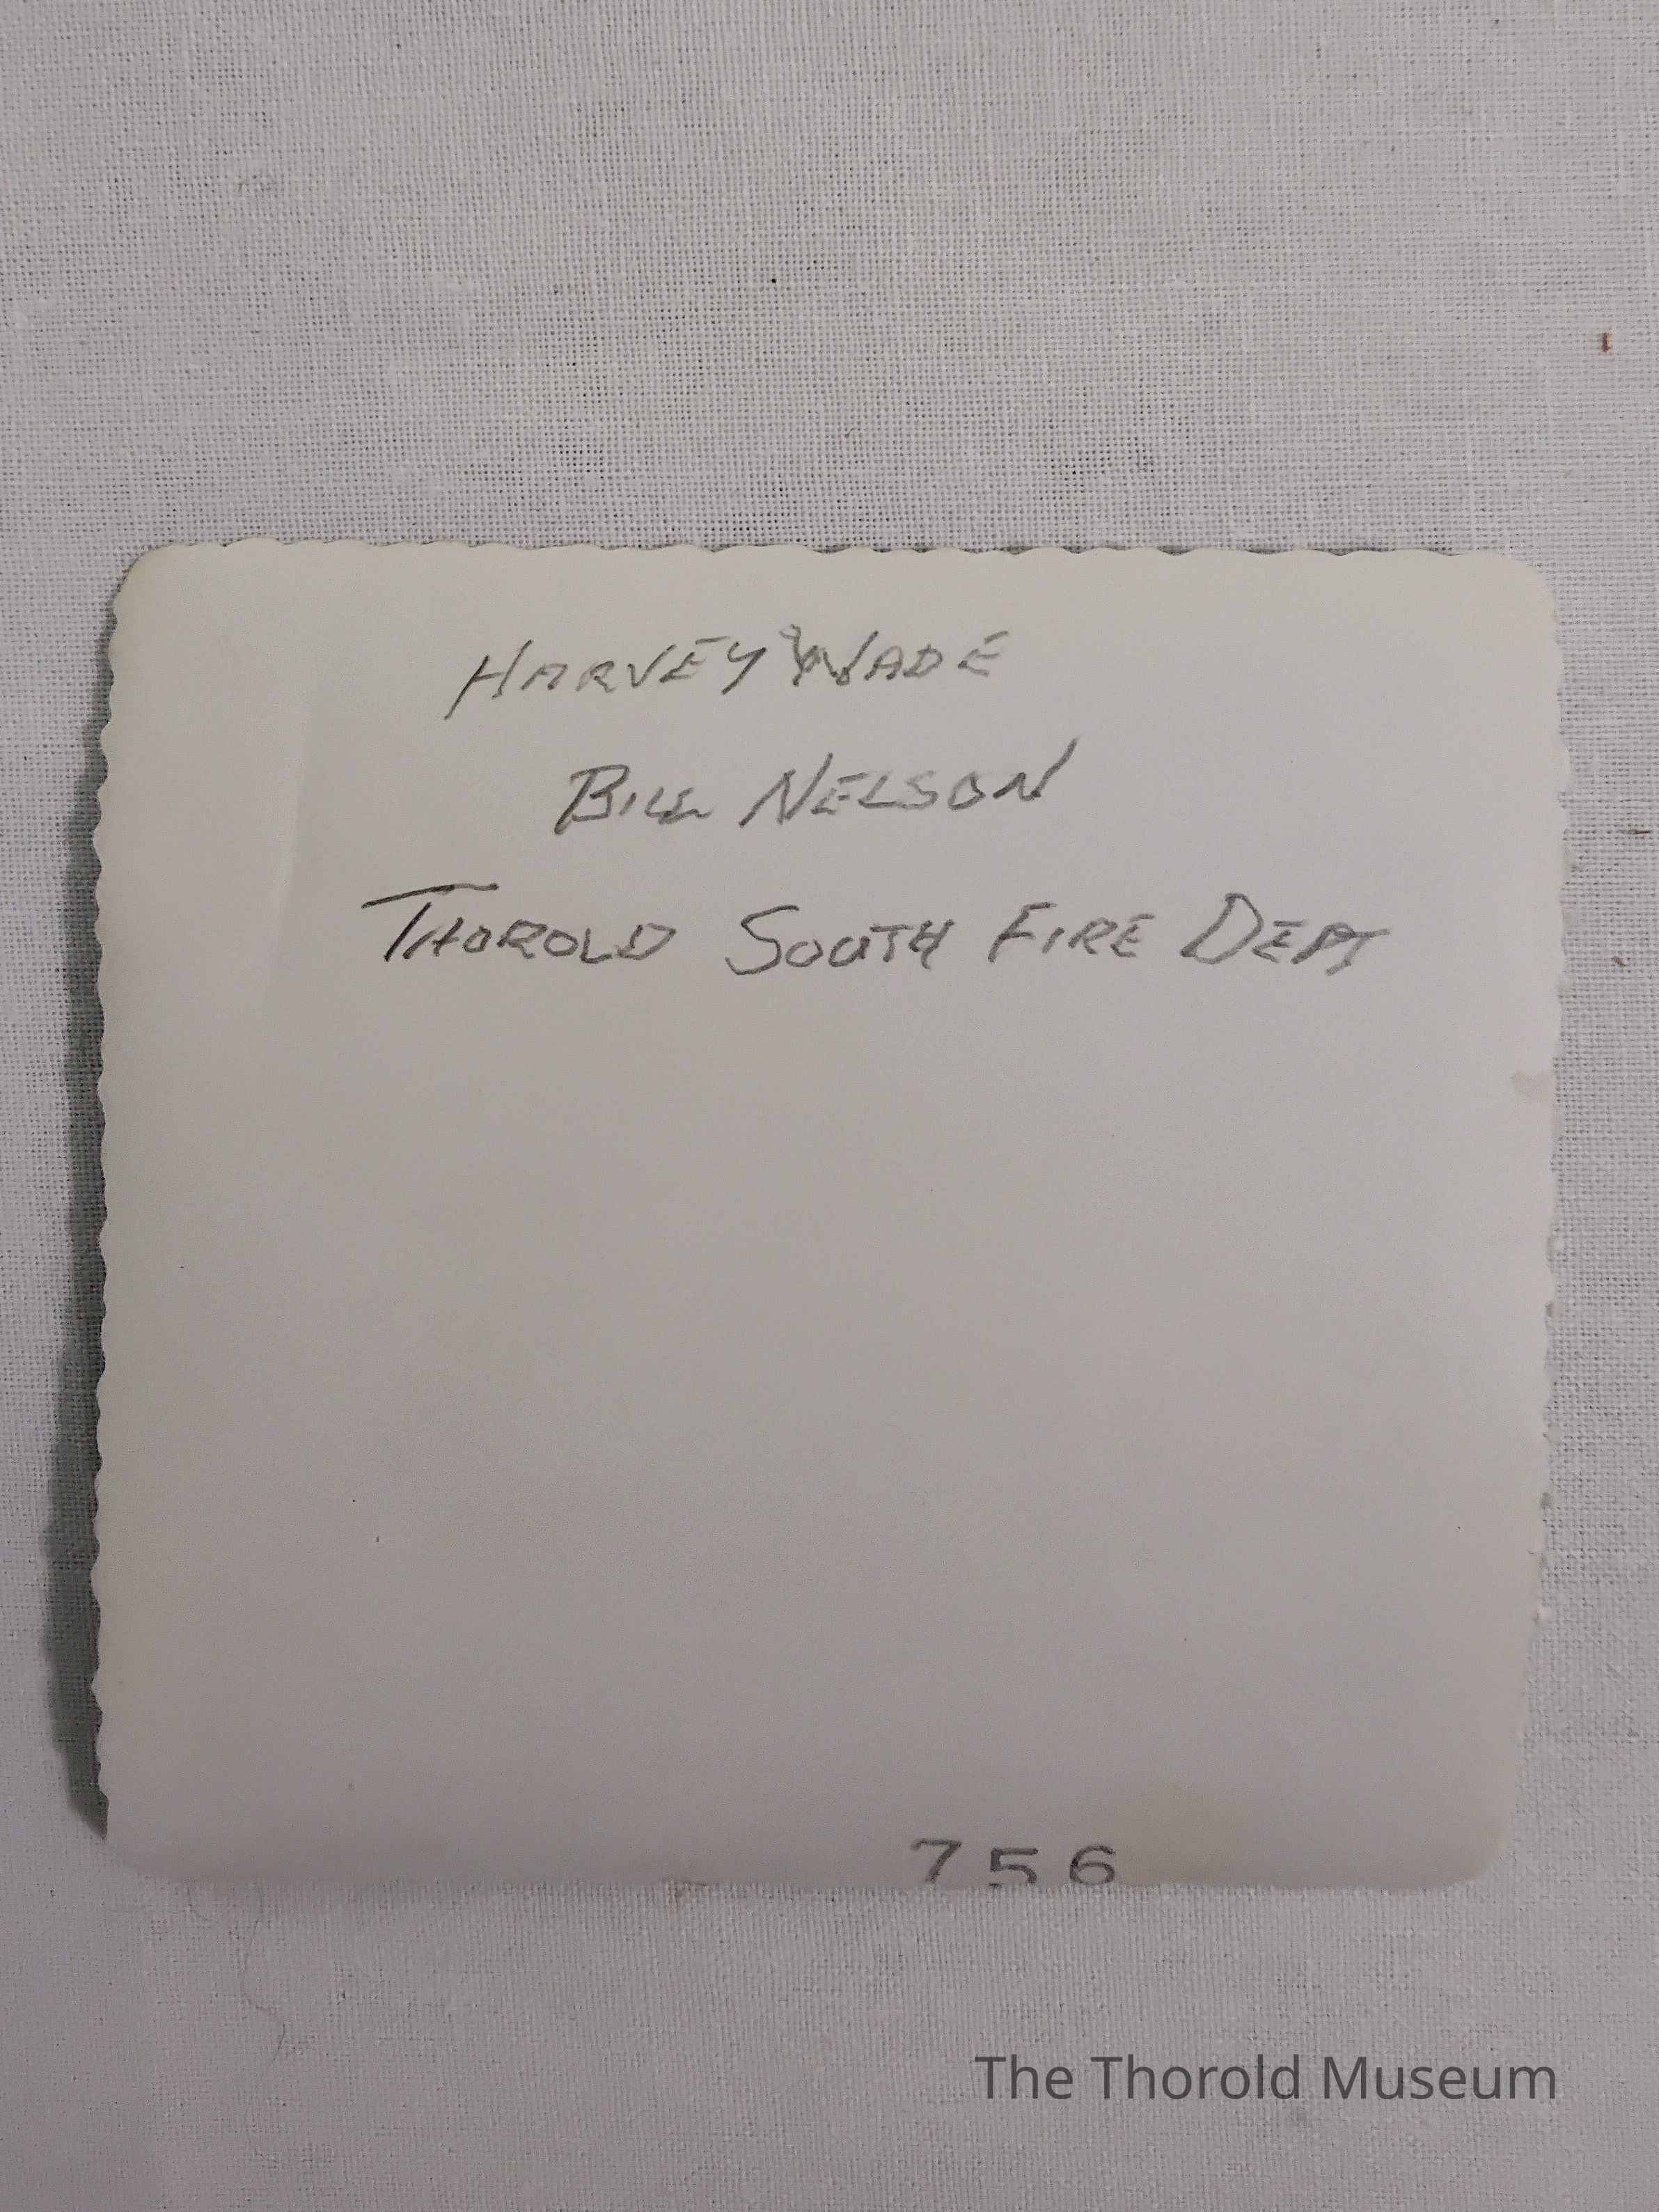 HARVEY WADE
BILL NELSON
THOROLD SOUTH FIRE DEPT
756
The Thorold Museum